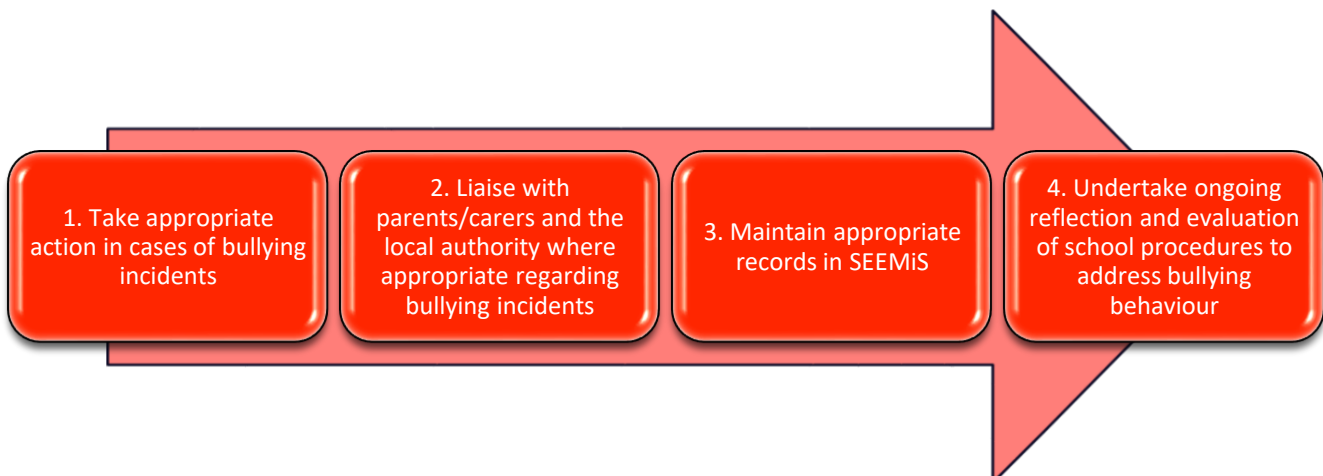 1. Take appropriate
action in cases of bullying
incidents
2. Liaise with
parents/carers and the
local authority where
appropriate regarding
bullying incidents
3. Maintain appropriate
records in SEEMiS
4. Undertake ongoing
reflection and evaluation
of school procedures to
address bullying
behaviour